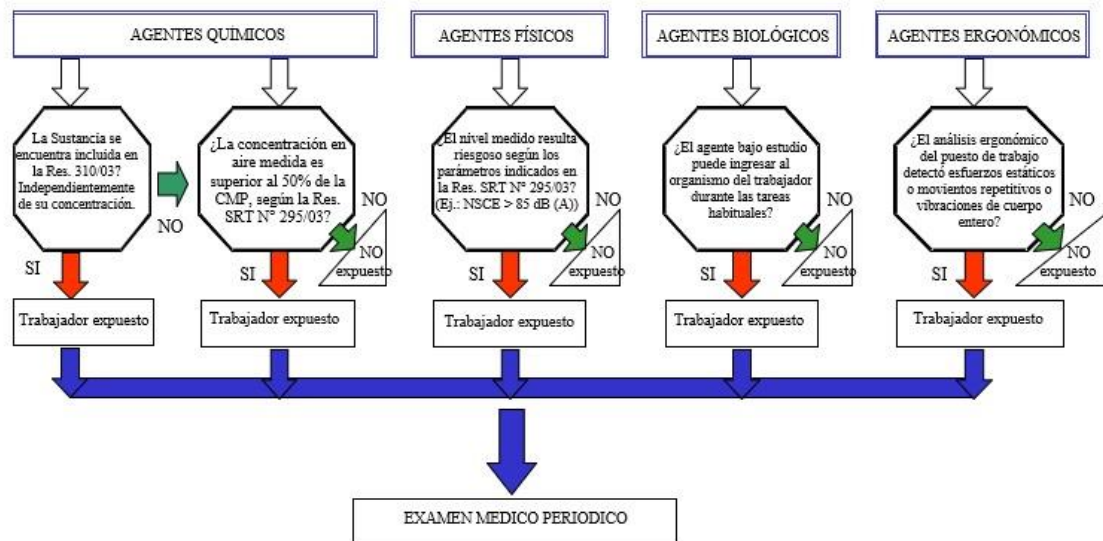 AGENTES QUÍMICOS
AGENTES FÍSICOS
AGENTES BIOLÓGICOS
AGENTES ERGONÓMICOS
La Sustancia se
encuentra incluida en
la Res. 310/03?
Independientemente
de su concentración.
NO
SI
¿La concentración en
aire medida es
superior al 50% de la
CMP, según la Res.
SRT N° 295/03?
NO
NO
expuesto
SI
¿El nível medido resulta
riesgoso según los
parámetros indicados en
la Res. SRT N° 295/03?
(Ej.: NSCE > 85 dB (A))
NO
NO
expuesto
SI
¿El agente bajo estudio
puede ingresar al
organismo del trabajador
durante las tareas
habituales?
NO
NO
expuesto
SI
¿El análisis ergonómico
del puesto de trabajo
detectó esfuerzos estáticos
o movientos repetitivos o
vibraciones de cuerpo
entero?
NO
NO
expuesto
SI
Trabajador expuesto
Trabajador expuesto
Trabajador expuesto
Trabajador expuesto
Trabajador expuesto
EXAMEN MEDICO PERIODICO